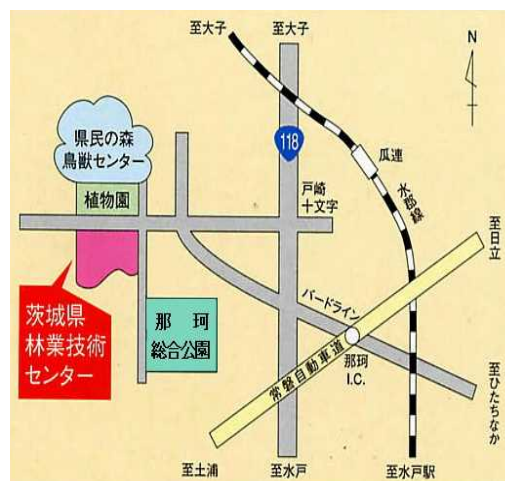 至大子
至大子
N
県民の森
鳥獣センター
118
瓜連
植物園
戸崎
十文字
水郡線
至日立
バードライン
茨城県
林業技術
センター
那珂
総合公園
那珂
I.C.
常磐自動車道
至ひたちなか
至土浦
至水戸
至水戸駅